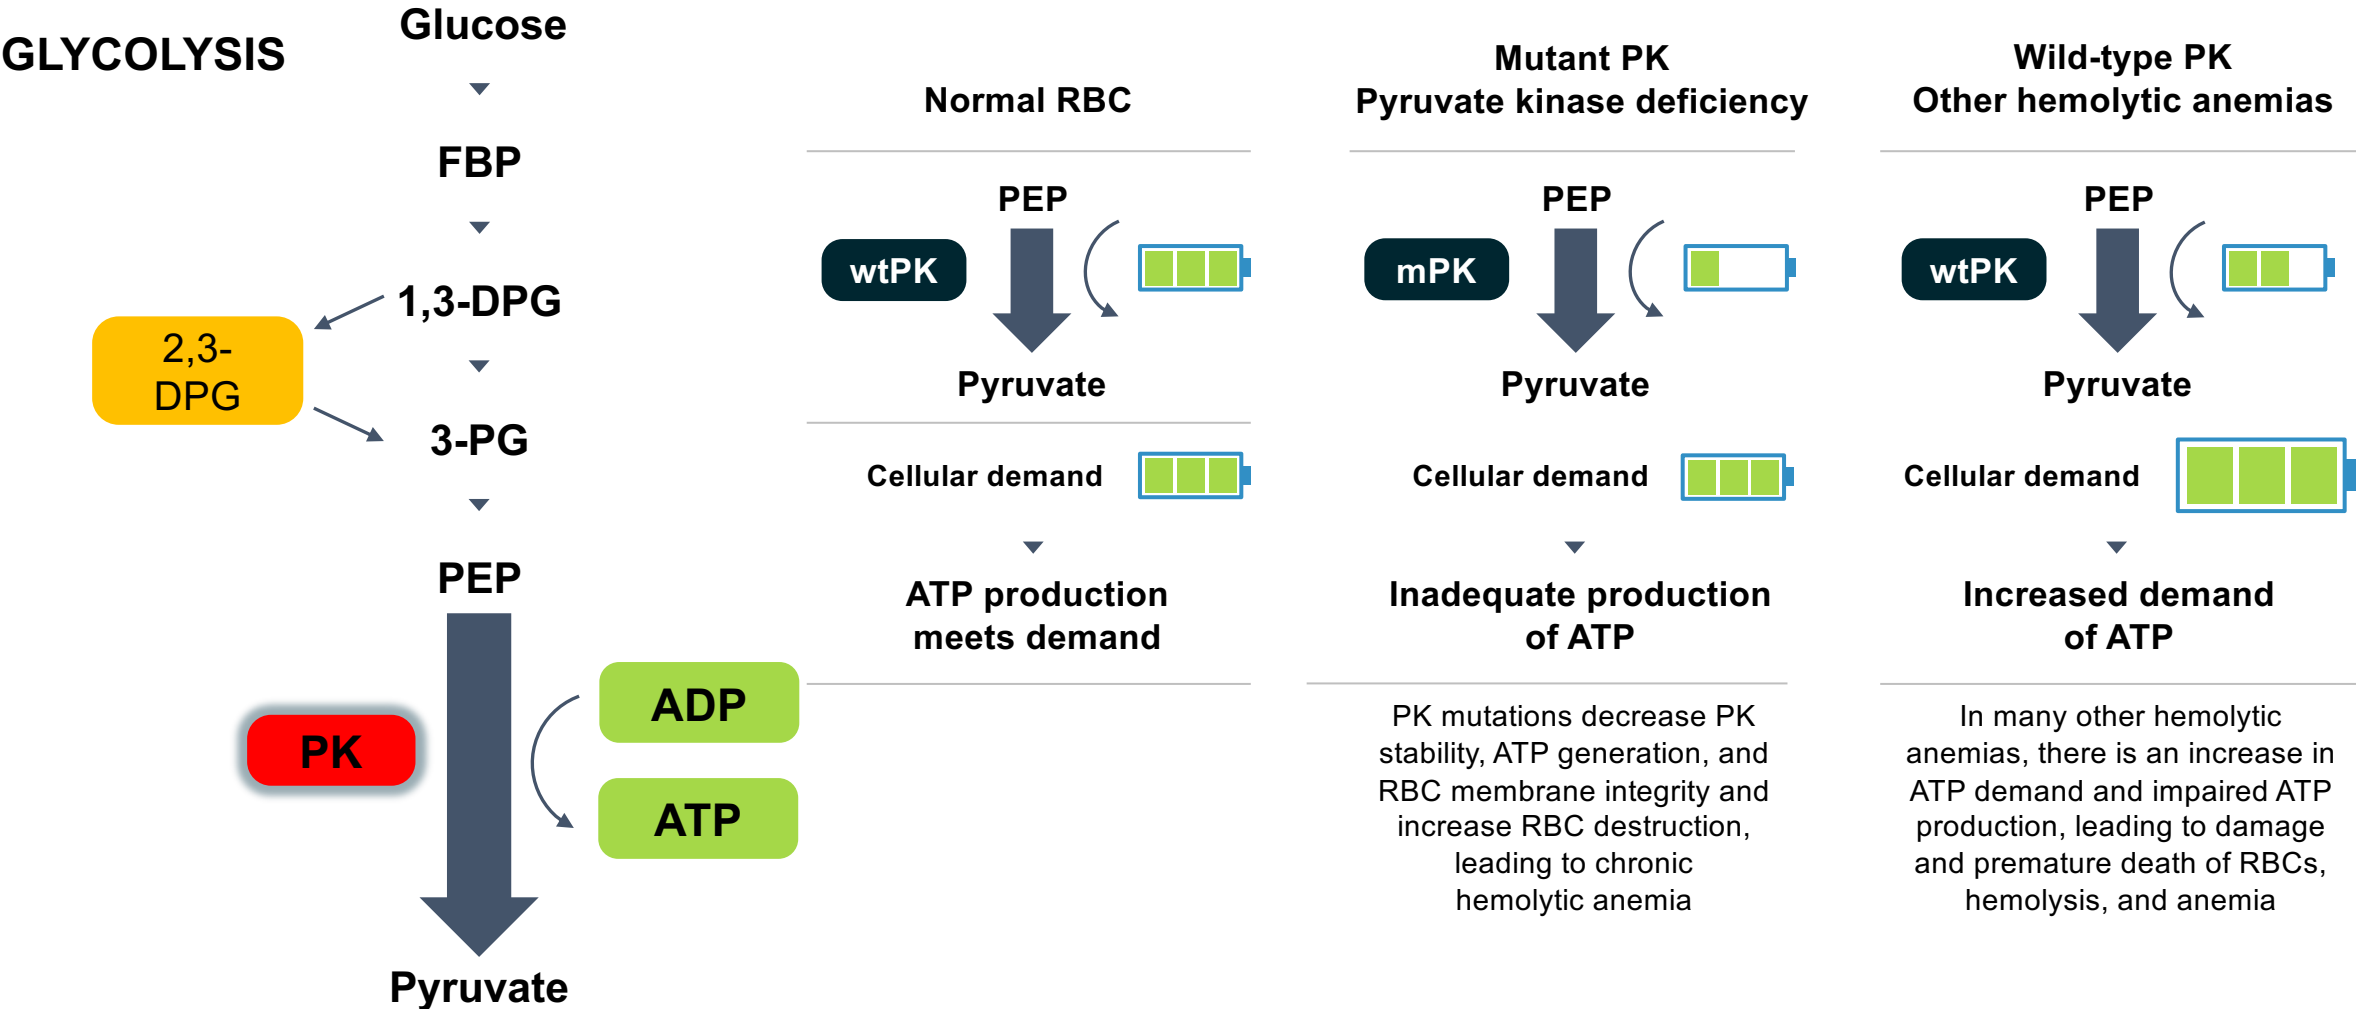 GLYCOLYSIS
Glucose
FBP
1,3-DPG
2,3-
DPG
3-PG
PEP
PK
ADP
ATP
Pyruvate
Normal RBC
PEP
wtPK
Pyruvate
Cellular demand
ATP production
meets demand
Mutant PK
Pyruvate kinase deficiency
PEP
mPK
Pyruvate
Cellular demand
Inadequate production
of ATP
PK mutations decrease PK
stability, ATP generation, and
RBC membrane integrity and
increase RBC destruction,
leading to chronic
hemolytic anemia
Wild-type PK
Other hemolytic anemias
PEP
wtPK
Pyruvate
Cellular demand
Increased demand
of ATP
In many other hemolytic
anemias, there is an increase in
ATP demand and impaired ATP
production, leading to damage
and premature death of RBCs,
hemolysis, and anemia